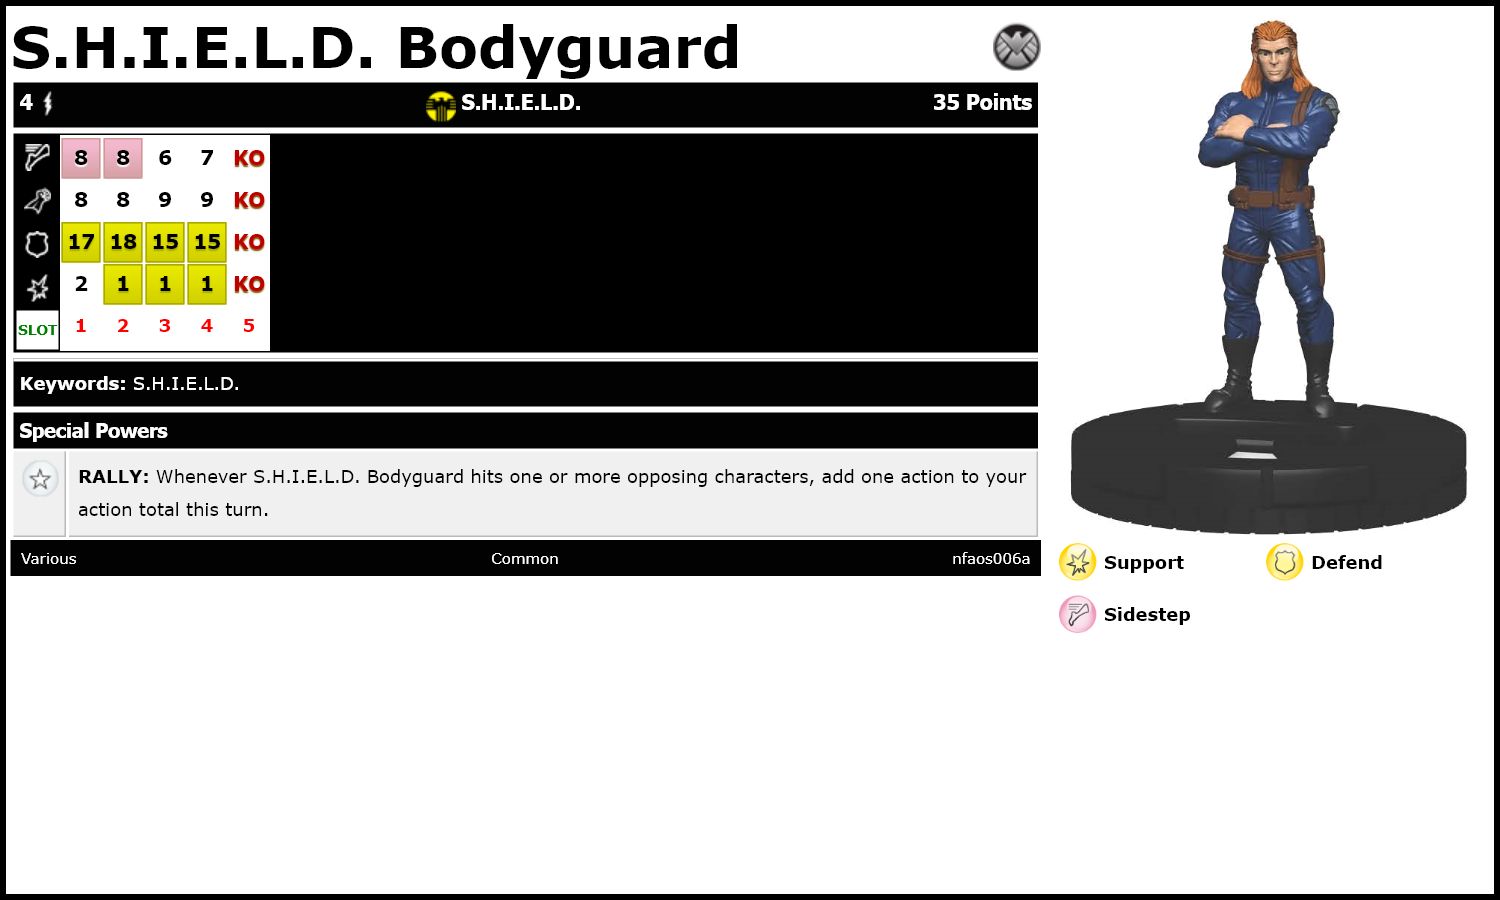 S.H.I.E.L.D. Bodyguard
4 S.H.I.E.L.D. 35 Points
8 8 6 7 KO
8 8 9 9 KO
17 18 15 15 KO
2 1 1 1 KO
SLOT 1 2 3 4 5
Keywords: S.H.I.E.L.D.
Special Powers
RALLY: Whenever S.H.I.E.L.D. Bodyguard hits one or more opposing characters, add one action to your
action total this turn.
Various Common nfaos006a
Support Defend
Sidestep